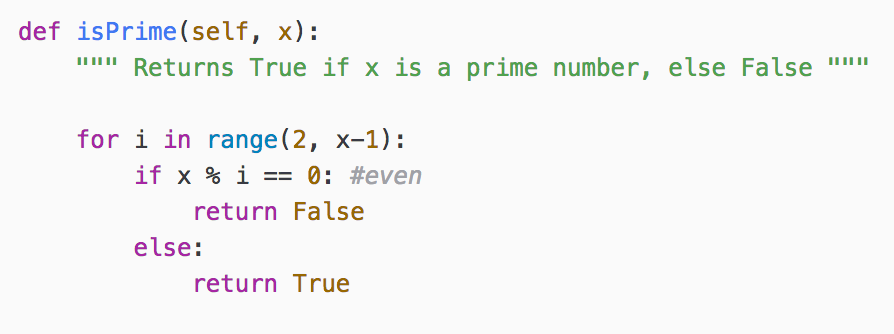 def isPrime(self, x):
    """ Returns True if x is a prime number, else False """

    for i in range(2, x-1):
        if x % i == 0: #even
            return False
        else:
            return True